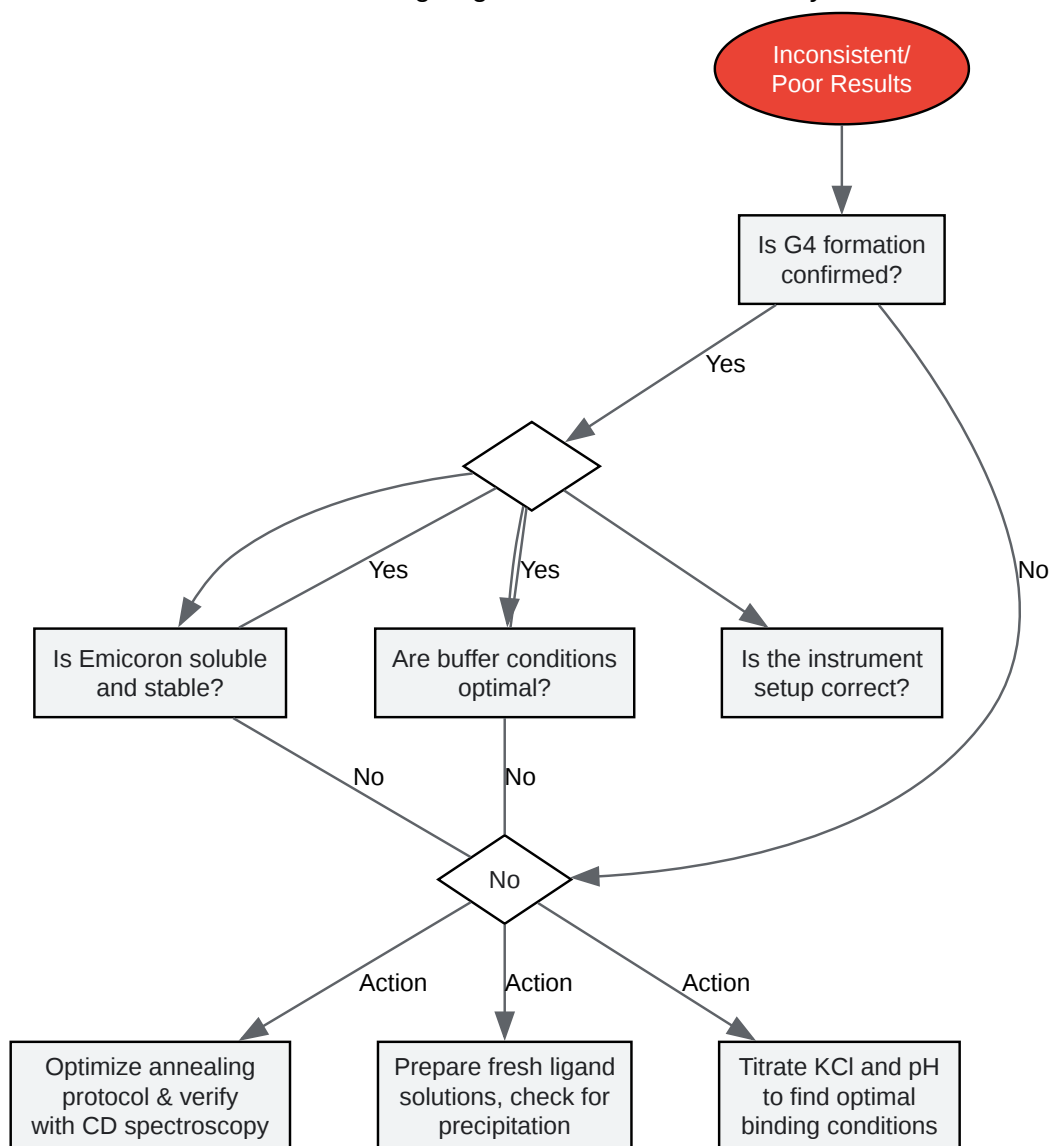 Inconsistent/
Poor Results
Is G4 formation
confirmed?
Yes
No
Yes
Yes
Is Emicoron soluble
and stable?
Are buffer conditions
optimal?
Is the instrument
setup correct?
No
No
No
Action
Action
Action
Optimize annealing
protocol & verify
with CD spectroscopy
Prepare fresh ligand
solutions, check for
precipitation
Titrate KCl and pH
to find optimal
binding conditions